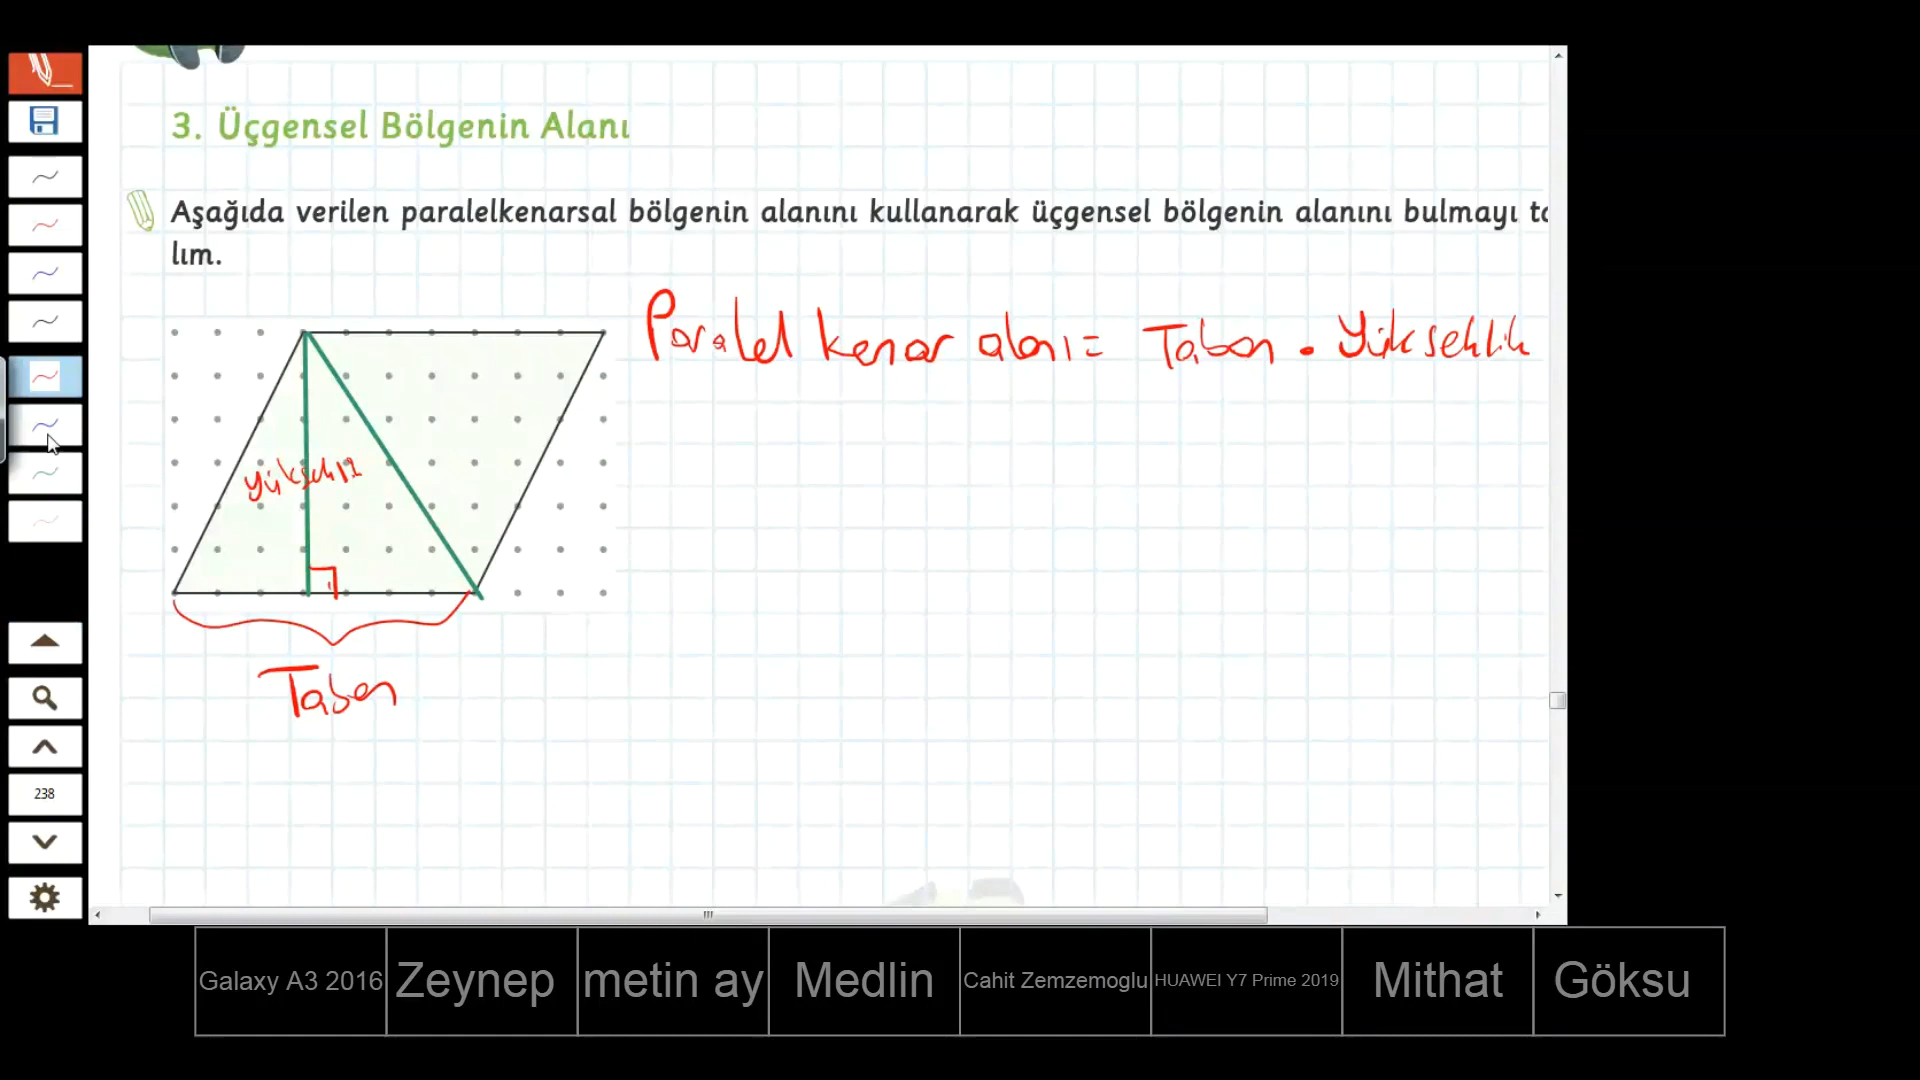 3. Üçgensel Bölgenin Alanı
Aşağıda verilen paralelkenarsal bölgenin alanını kullanarak üçgensel bölgenin alanını bulmayı ta
lım.
Paralel kenar alanı = Taban . Yükseklik
Yükseklik
Taban
238
Galaxy A3 2016
Zeynep
metin ay
Medlin
Cahit Zemzemoglu
HUAWEI Y7 Prime 2019
Mithat
Göksu